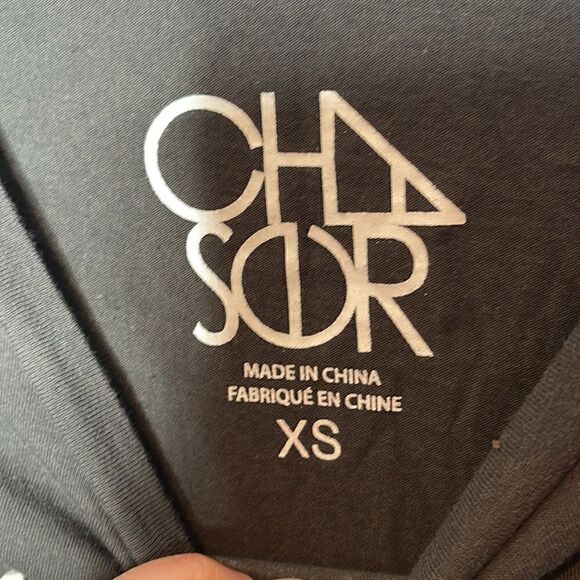 CHA
SER
MADE IN CHINA
FABRIQUÉ EN CHINE
XS